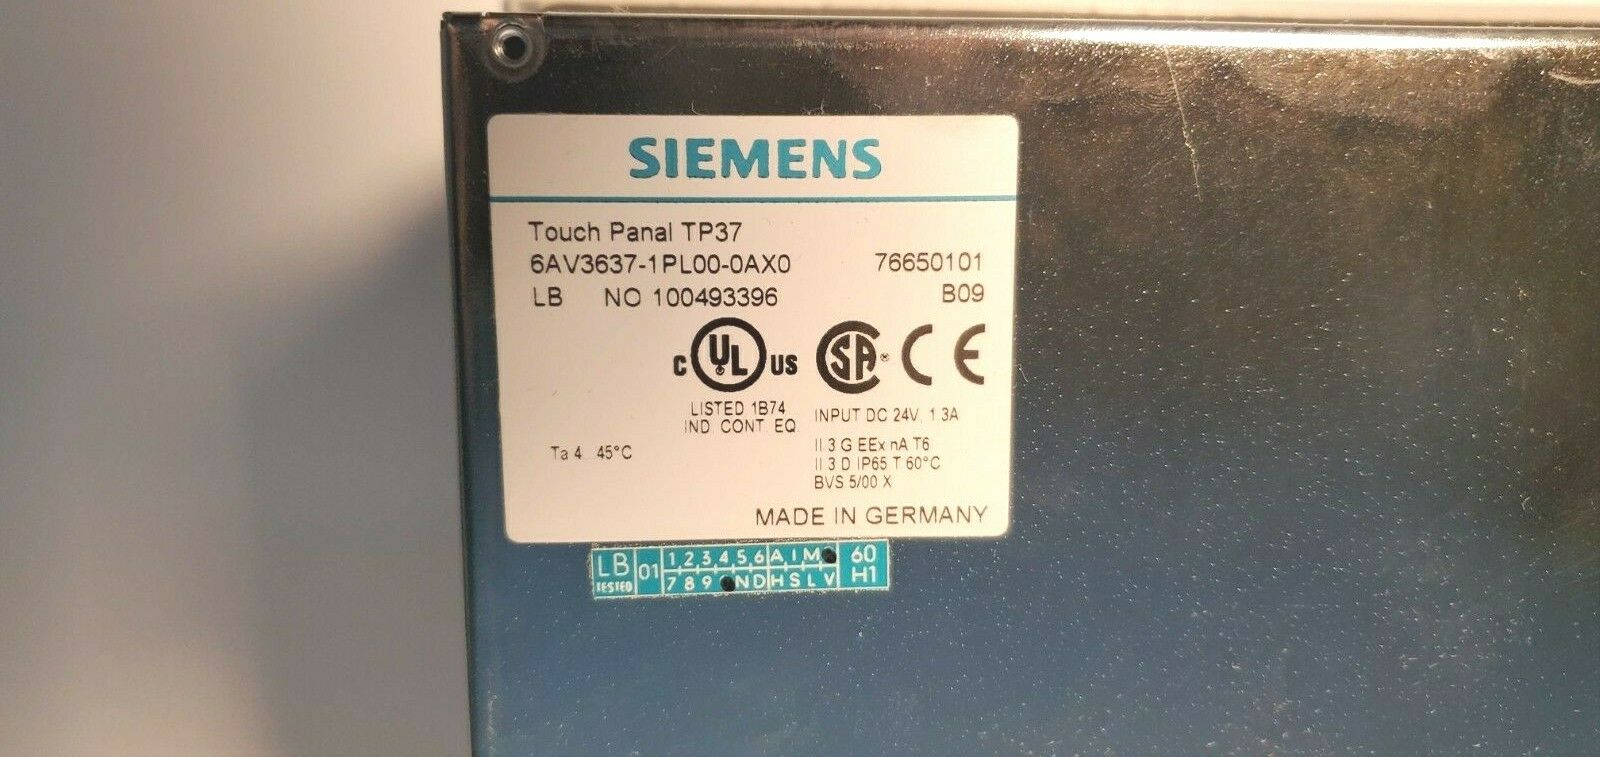 SIEMENS
Touch Panal TP37
6AV3637-1PL00-0AX0 76650101
LB NO 100493396 B09
C UL US SA ® CE
LISTED 1B74
IND. CONT. EQ.
INPUT DC 24V, 1.3A
Ta 4...45°C
II 3 G EEx nA T6
II 3 D IP65 T 60°C
BVS 5/00 X
MADE IN GERMANY
LB TESTED 01 1 2 3 4 5 6 A I M 60
7 8 9 N D H S L V H1